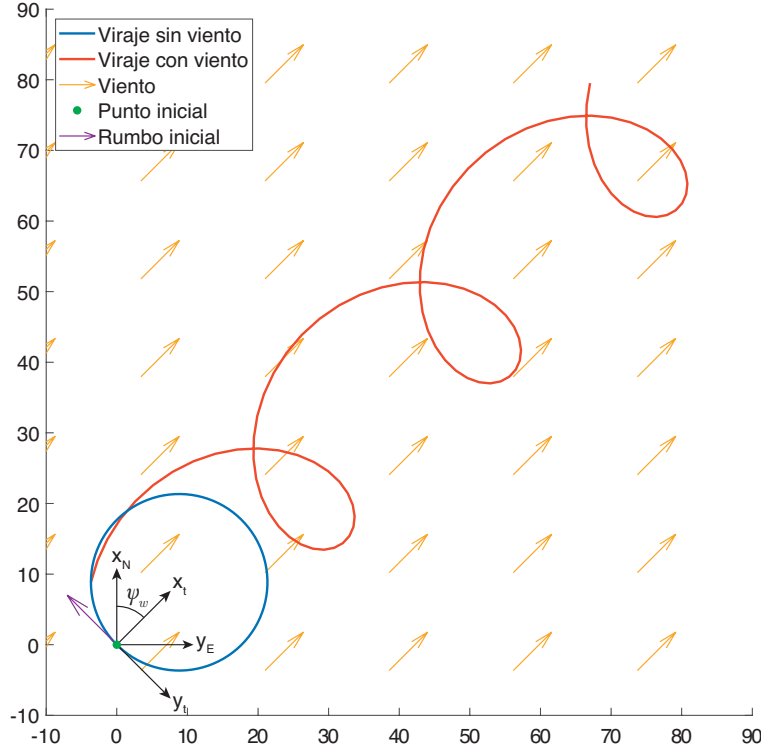 90
80
70
60
50
40
30
20
10
0
-10
Viraje sin viento
Viraje con viento
Viento
Punto inicial
Rumbo inicial
x_N
ψ_w
x_t
y_E
y_t
-10 0 10 20 30 40 50 60 70 80 90